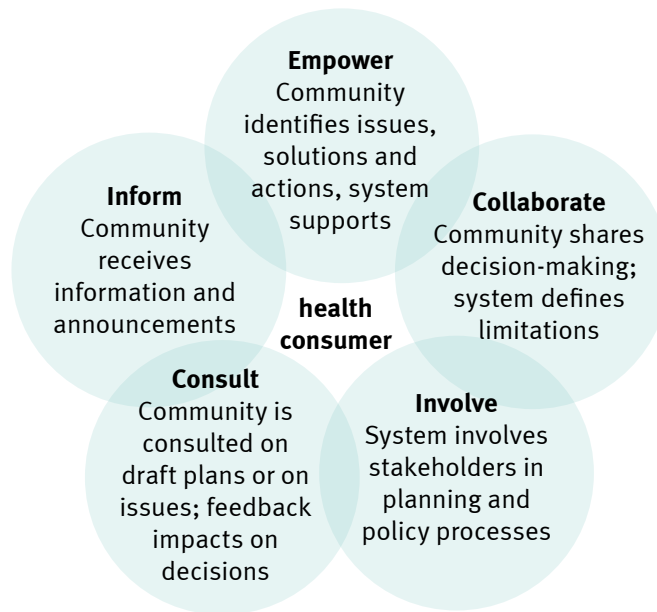 Empower
Community
identifies issues,
solutions and
actions, system
supports
Collaborate
Community shares
decision-making;
system defines
limitations
Involve
System involves
stakeholders in
planning and
policy processes
Consult
Community is
consulted on
draft plans or on
issues; feedback
impacts on
decisions
Inform
Community
receives
information and
announcements
health
consumer